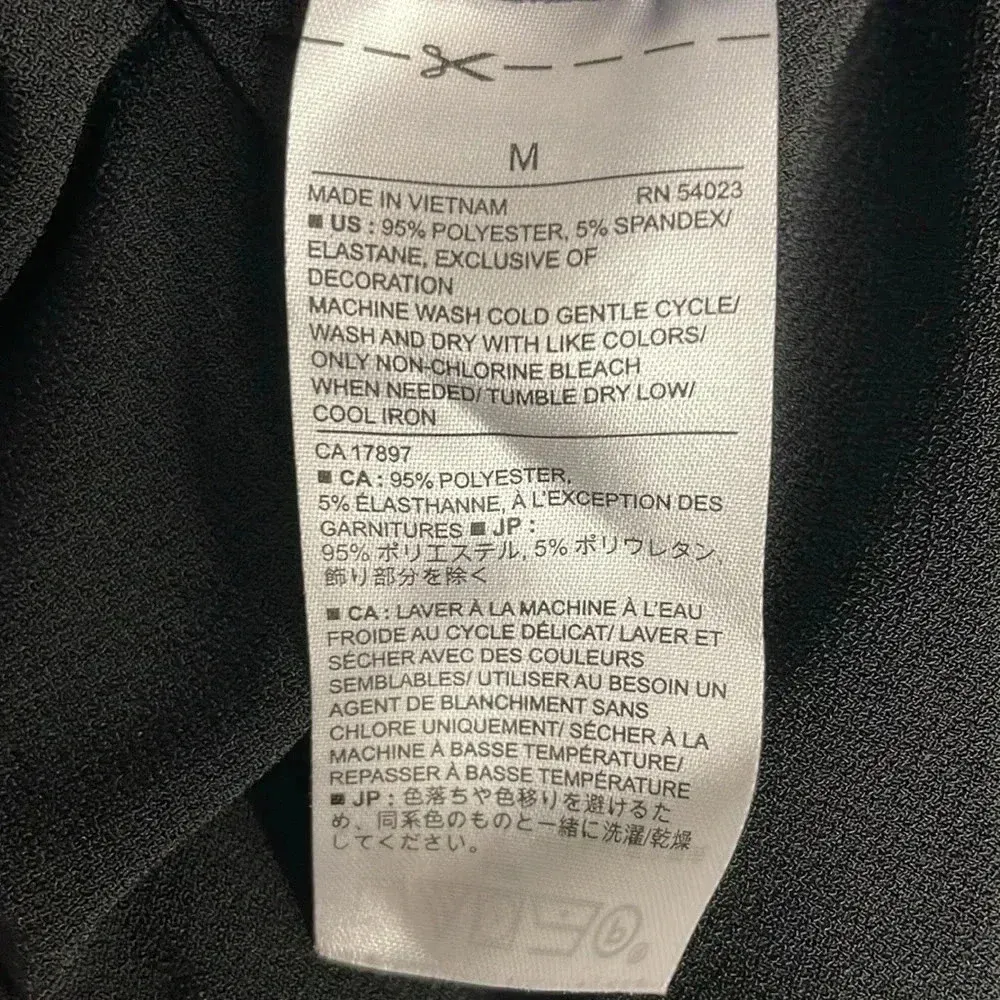 M
MADE IN VIETNAM RN 54023
■ US : 95% POLYESTER, 5% SPANDEX/
ELASTANE, EXCLUSIVE OF
DECORATION
MACHINE WASH COLD GENTLE CYCLE/
WASH AND DRY WITH LIKE COLORS/
ONLY NON-CHLORINE BLEACH
WHEN NEEDED/ TUMBLE DRY LOW/
COOL IRON
CA 17897
■ CA : 95% POLYESTER,
5% ÉLASTHANNE, À L'EXCEPTION DES
GARNITURES ■ JP :
95% ポリエステル, 5% ポリウレタン,
飾り部分を除く
■ CA : LAVER À LA MACHINE À L'EAU
FROIDE AU CYCLE DÉLICAT/ LAVER ET
SÉCHER AVEC DES COULEURS
SEMBLABLES/ UTILISER AU BESOIN UN
AGENT DE BLANCHIMENT SANS
CHLORE UNIQUEMENT/ SÉCHER À LA
MACHINE À BASSE TEMPÉRATURE/
REPASSER À BASSE TEMPÉRATURE
■ JP : 色落ちや色移りを避けるた
め、同系色のものと一緒に洗濯/乾燥
してください。